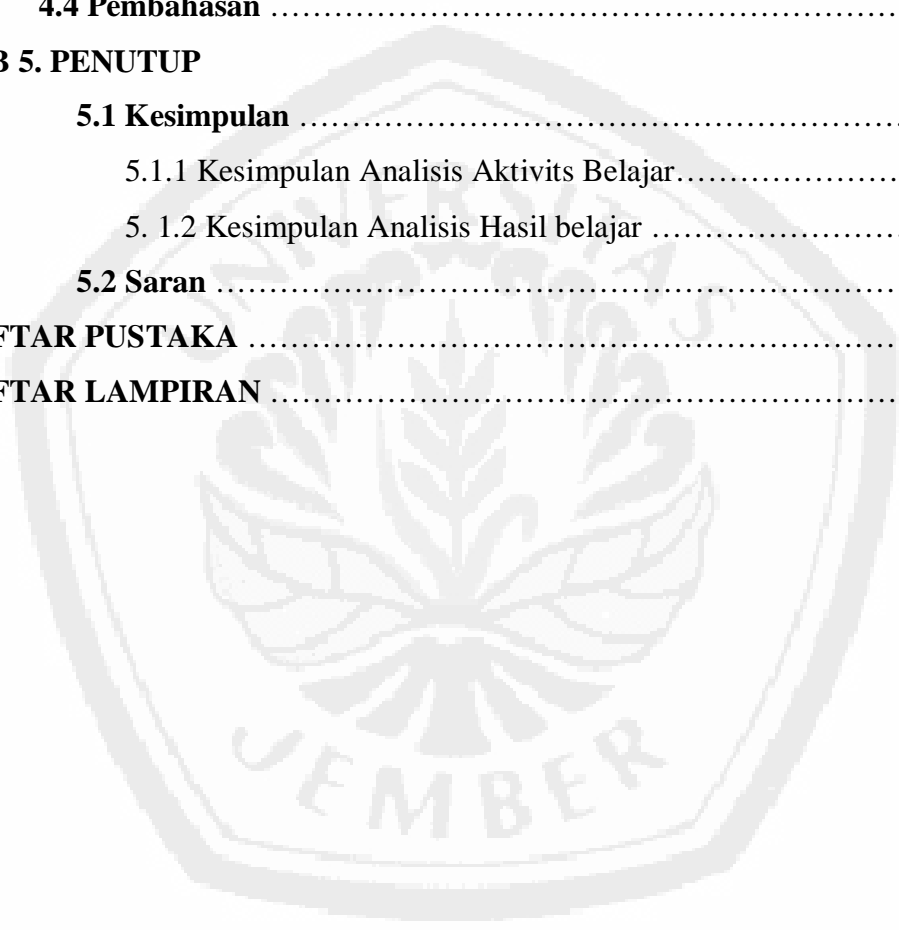 4.4 Pembahasan ……………………………………………………
B 5. PENUTUP
5.1 Kesimpulan …………………………………………………
5.1.1 Kesimpulan Analisis Aktivits Belajar…………………
5. 1.2 Kesimpulan Analisis Hasil belajar ……………………
5.2 Saran …………………………………………………………
FTAR PUSTAKA ………………………………………………………
FTAR LAMPIRAN ……………………………………………………
UNIVERSITAS
JEMBER